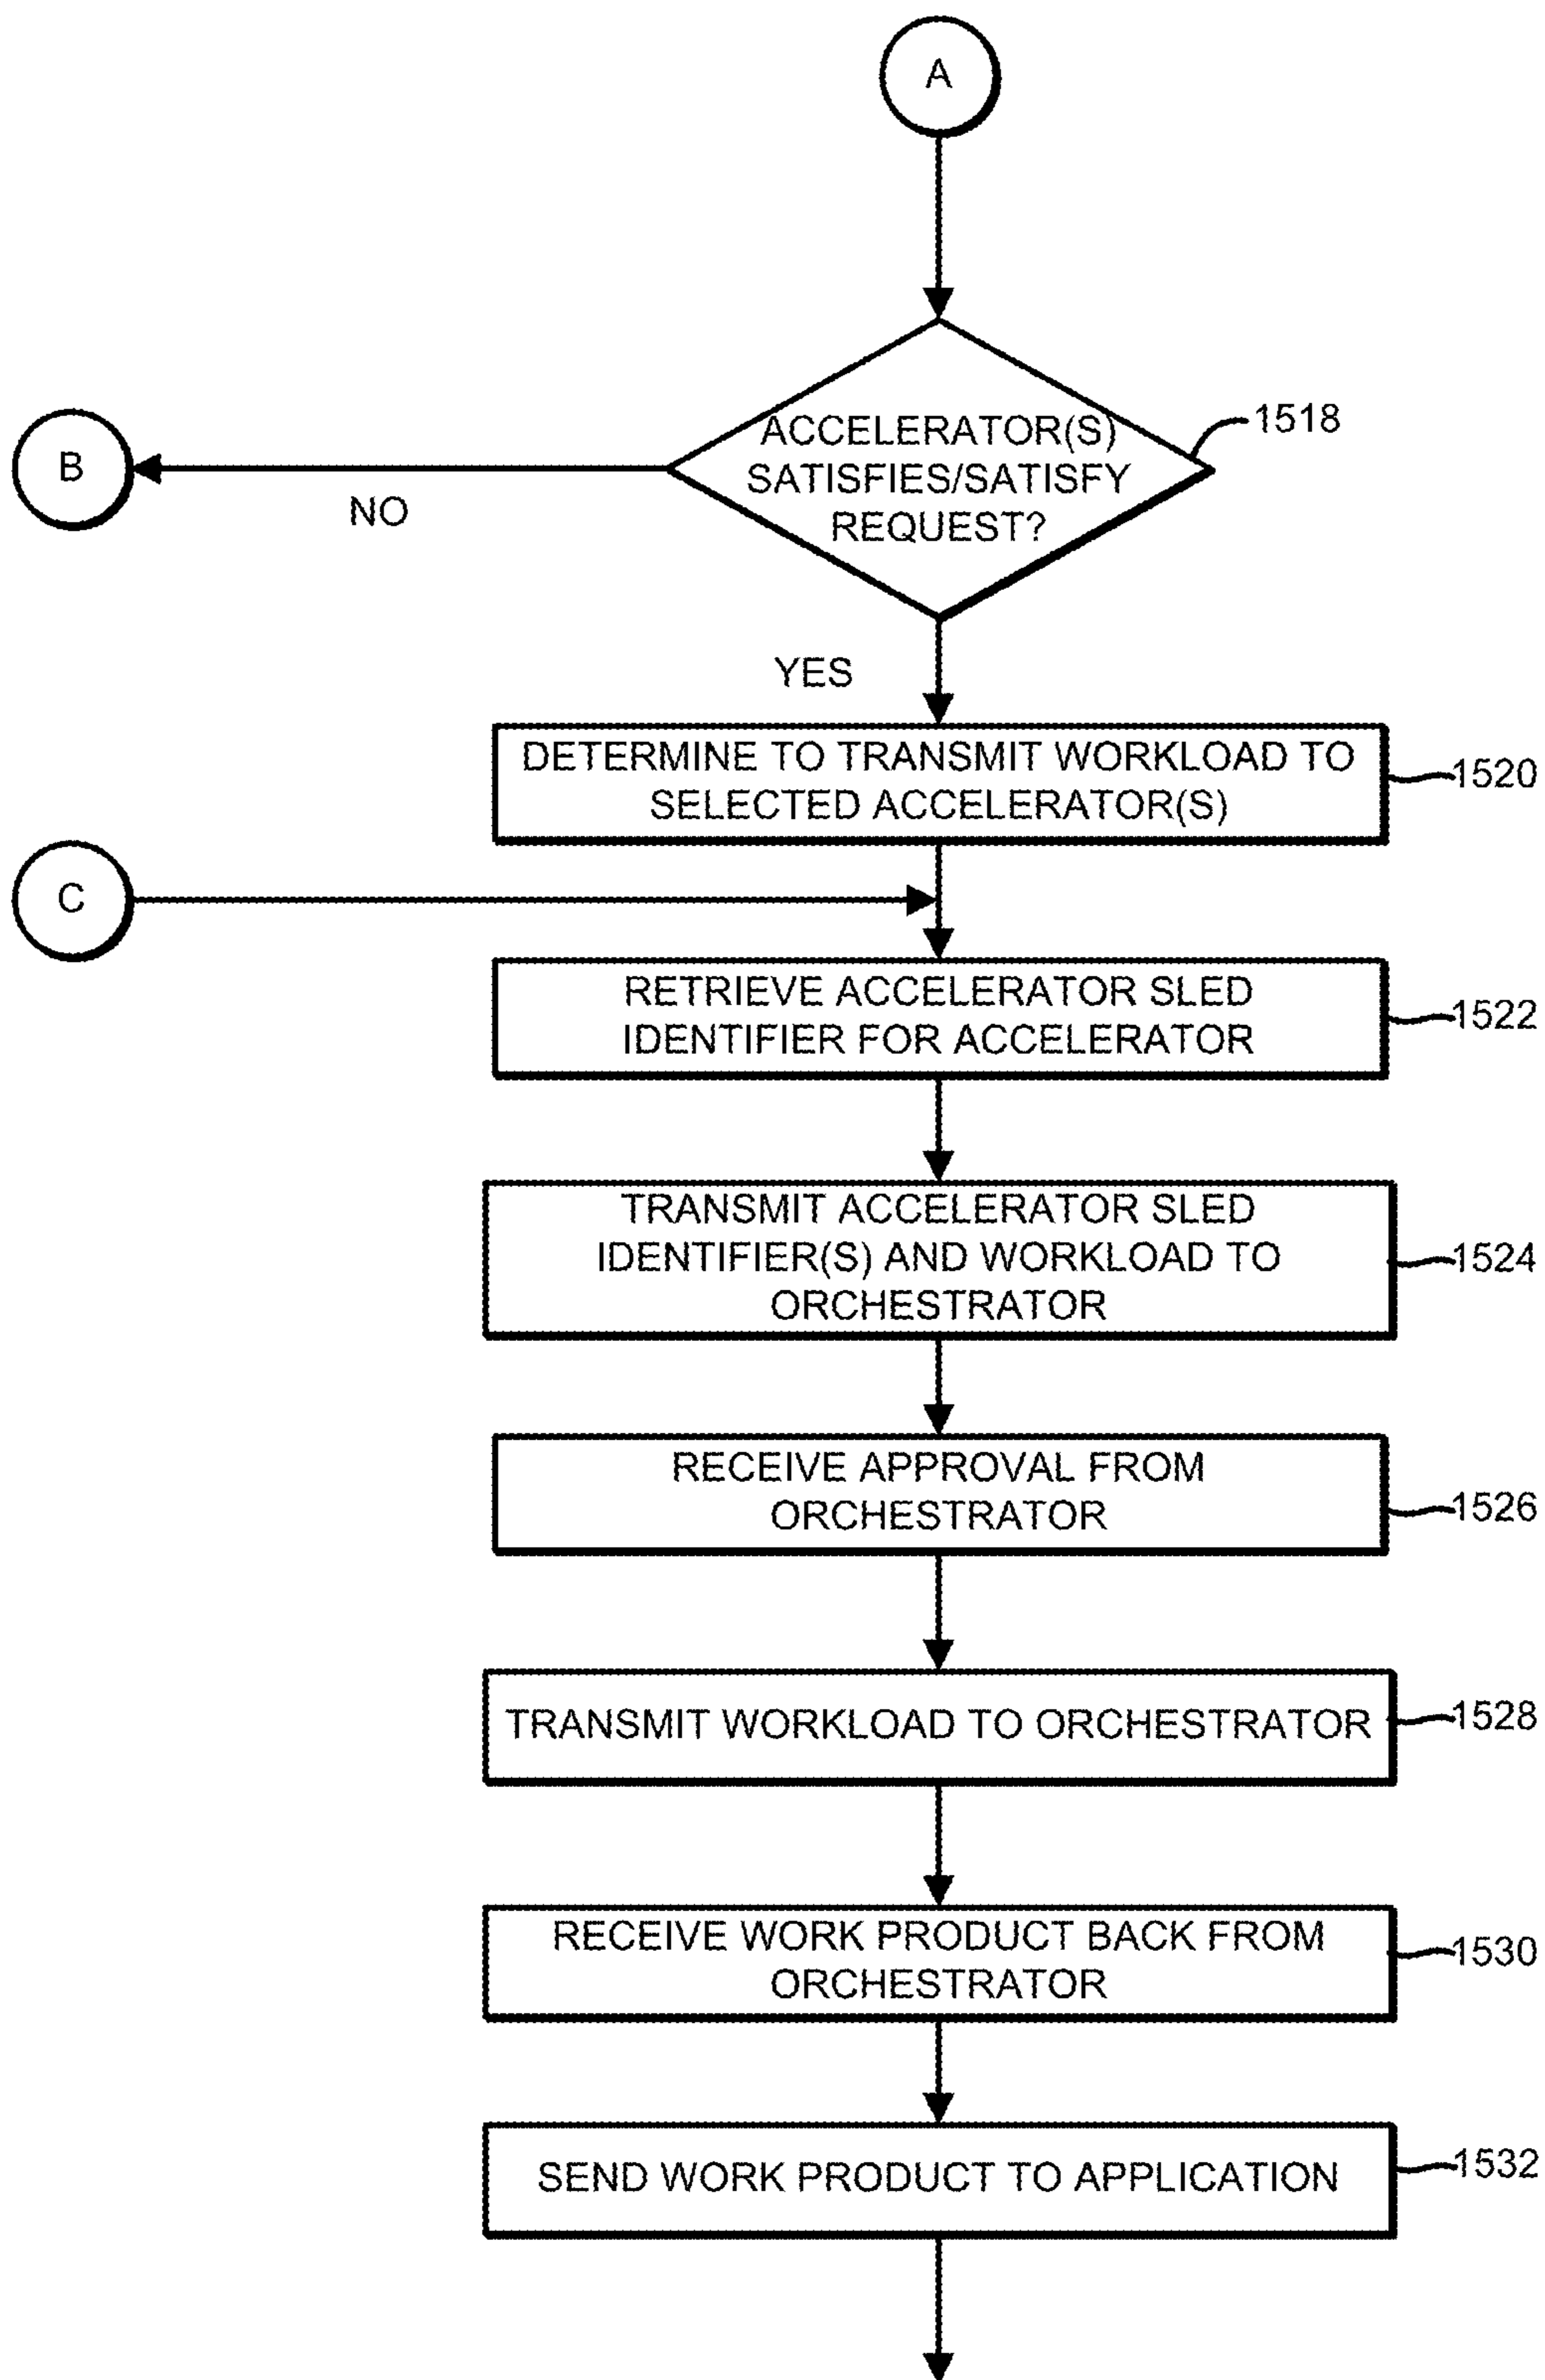 A
ACCELERATOR(S)
SATISFIES/SATISFY
REQUEST?
1518
B
NO
YES
DETERMINE TO TRANSMIT WORKLOAD TO
SELECTED ACCELERATOR(S)
1520
C
RETRIEVE ACCELERATOR SLED
IDENTIFIER FOR ACCELERATOR
1522
TRANSMIT ACCELERATOR SLED
IDENTIFIER(S) AND WORKLOAD TO
ORCHESTRATOR
1524
RECEIVE APPROVAL FROM
ORCHESTRATOR
1526
TRANSMIT WORKLOAD TO ORCHESTRATOR
1528
RECEIVE WORK PRODUCT BACK FROM
ORCHESTRATOR
1530
SEND WORK PRODUCT TO APPLICATION
1532